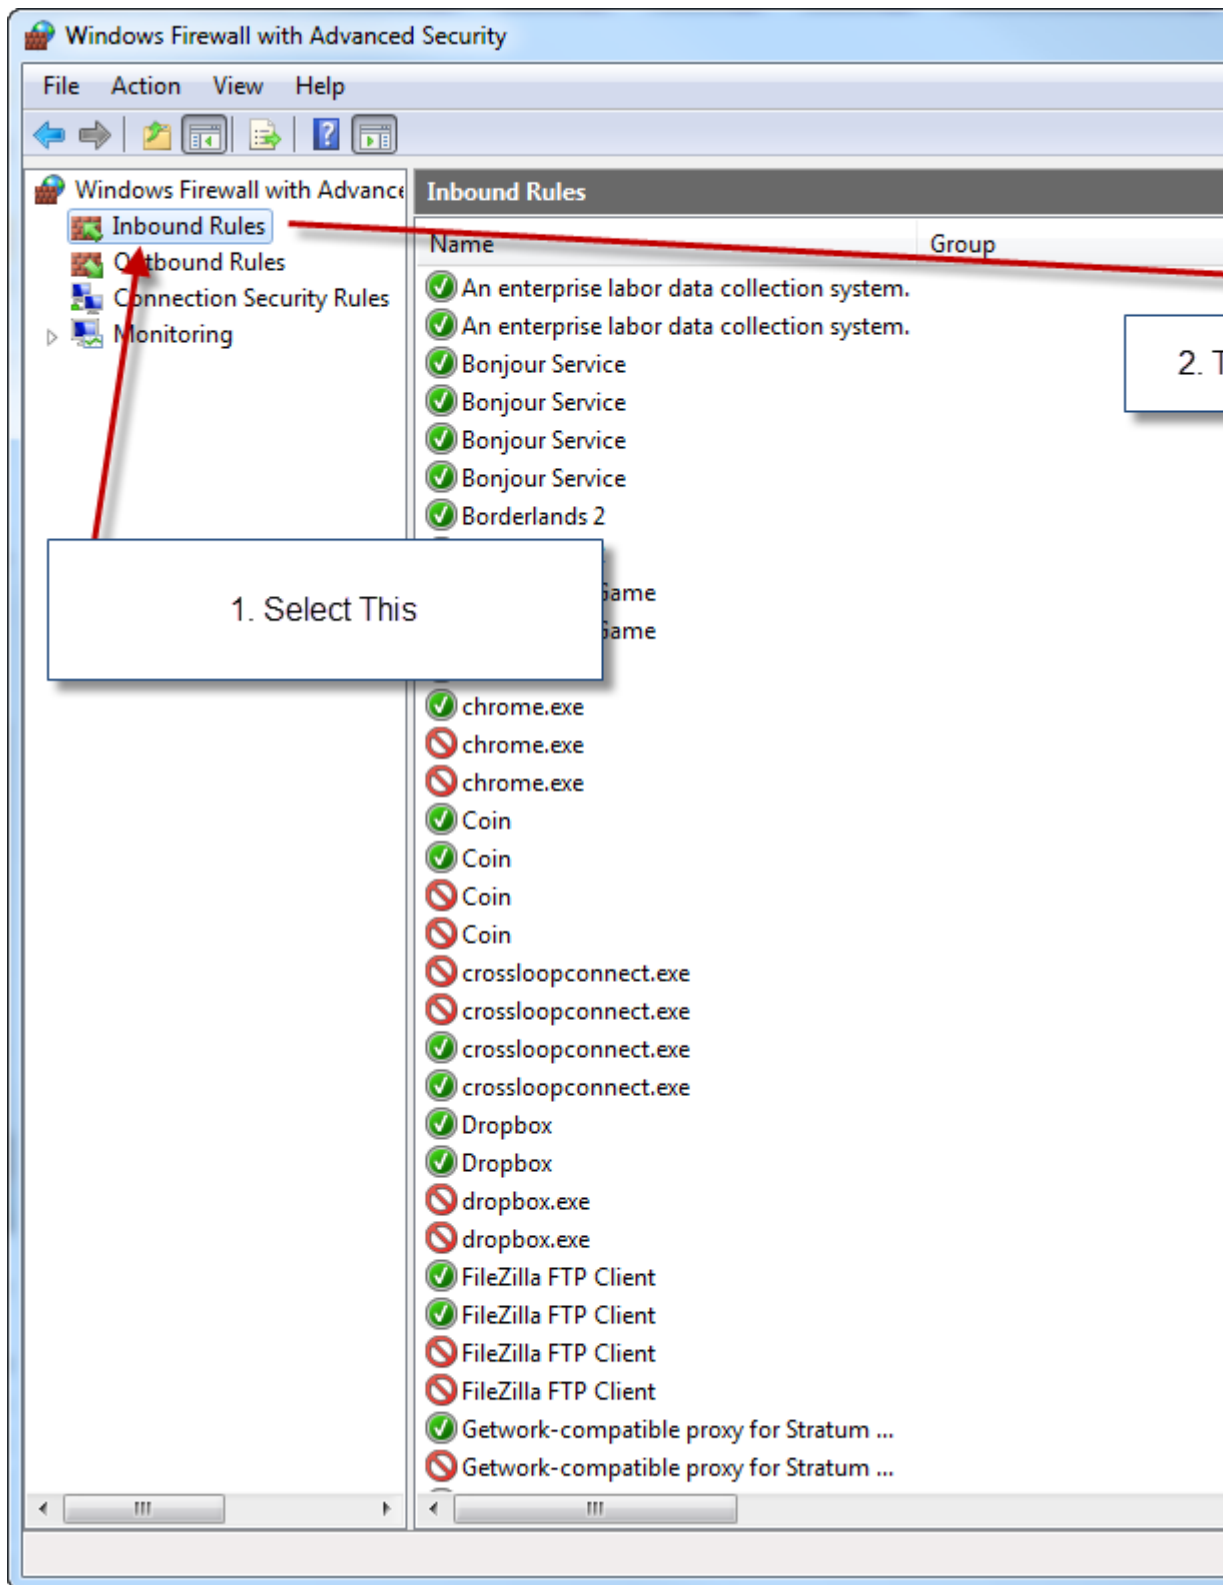 Windows Firewall with Advanced Security
File Action View Help
Windows Firewall with Advance
Inbound Rules
Outbound Rules
Connection Security Rules
Monitoring
Inbound Rules
Name Group
An enterprise labor data collection system.
An enterprise labor data collection system.
Bonjour Service
Bonjour Service
Bonjour Service
Bonjour Service
Borderlands 2
Game
Game
chrome.exe
chrome.exe
chrome.exe
Coin
Coin
Coin
Coin
crossloopconnect.exe
crossloopconnect.exe
crossloopconnect.exe
crossloopconnect.exe
Dropbox
Dropbox
dropbox.exe
dropbox.exe
FileZilla FTP Client
FileZilla FTP Client
FileZilla FTP Client
FileZilla FTP Client
Getwork-compatible proxy for Stratum ...
Getwork-compatible proxy for Stratum ...
1. Select This
2. T